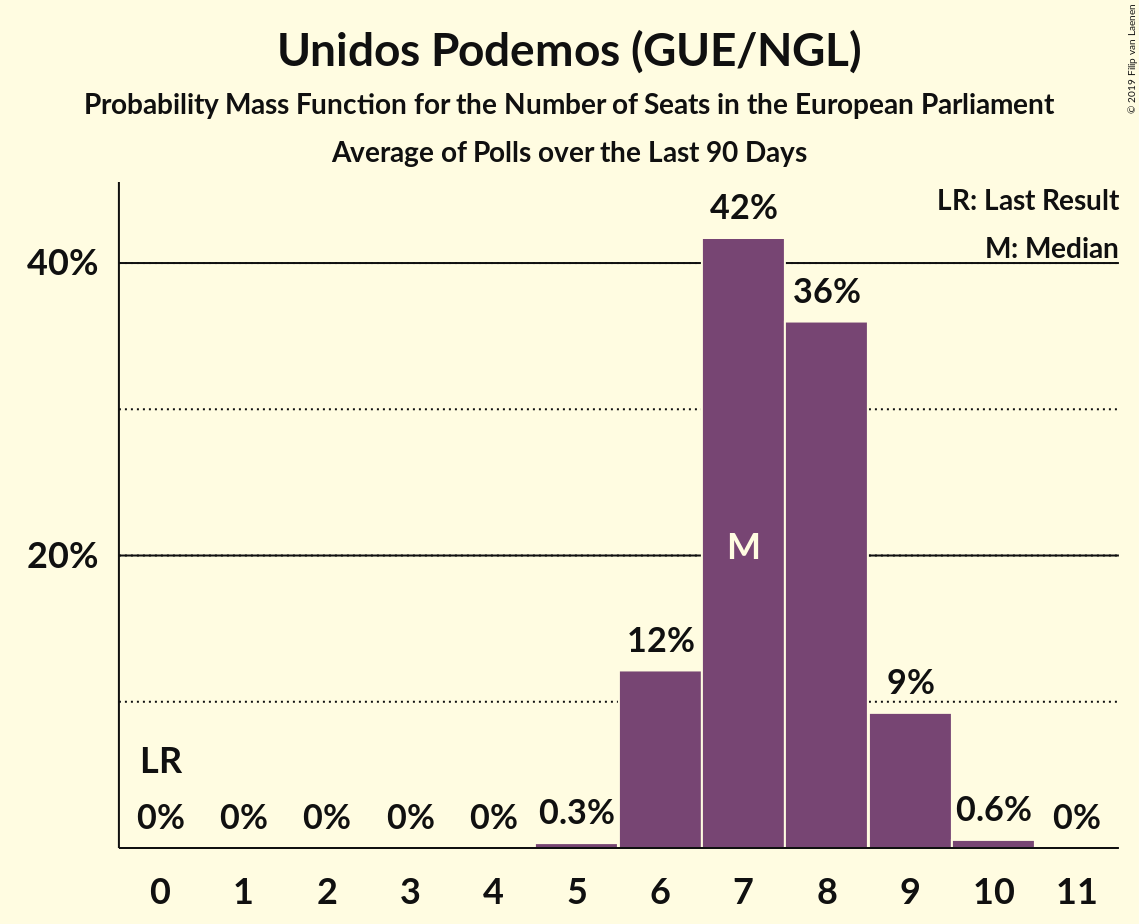 Unidos Podemos (GUE/NGL)
Probability Mass Function for the Number of Seats in the European Parliament
Average of Polls over the Last 90 Days
© 2019 Filip van Laenen
LR: Last Result
M: Median
42%
40%
36%
M
20%
12%
9%
LR
0% 0% 0% 0% 0% 0.3% 0.6% 0%
0 1 2 3 4 5 6 7 8 9 10 11